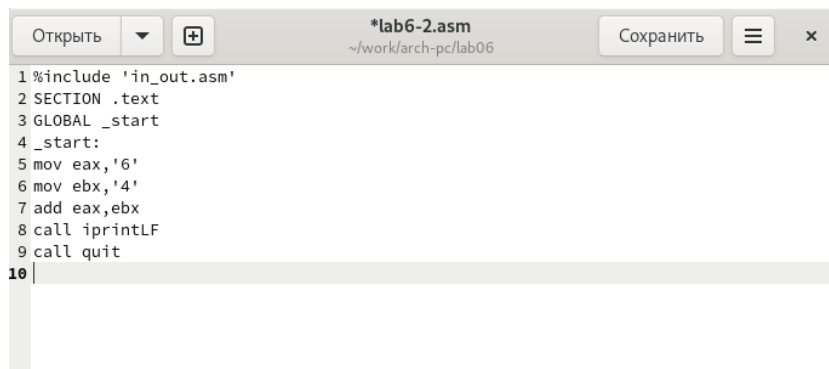 Открыть
*lab6-2.asm
~/work/arch-pc/lab06
Сохранить
1 %include 'in_out.asm'
2 SECTION .text
3 GLOBAL _start
4 _start:
5 mov eax,'6'
6 mov ebx,'4'
7 add eax,ebx
8 call iprintLF
9 call quit
10